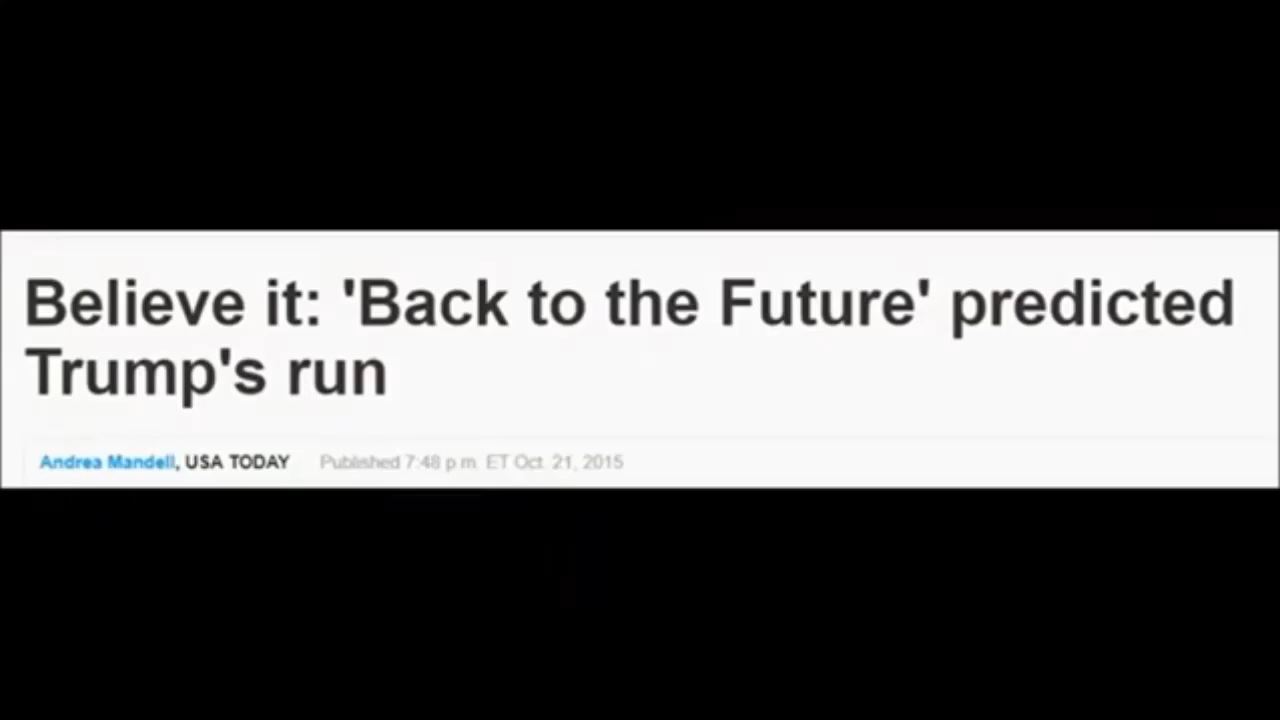 Believe it: 'Back to the Future' predicted
Trump's run
Andrea Mandell, USA TODAY Published 7:48 p.m. ET Oct. 21, 2015